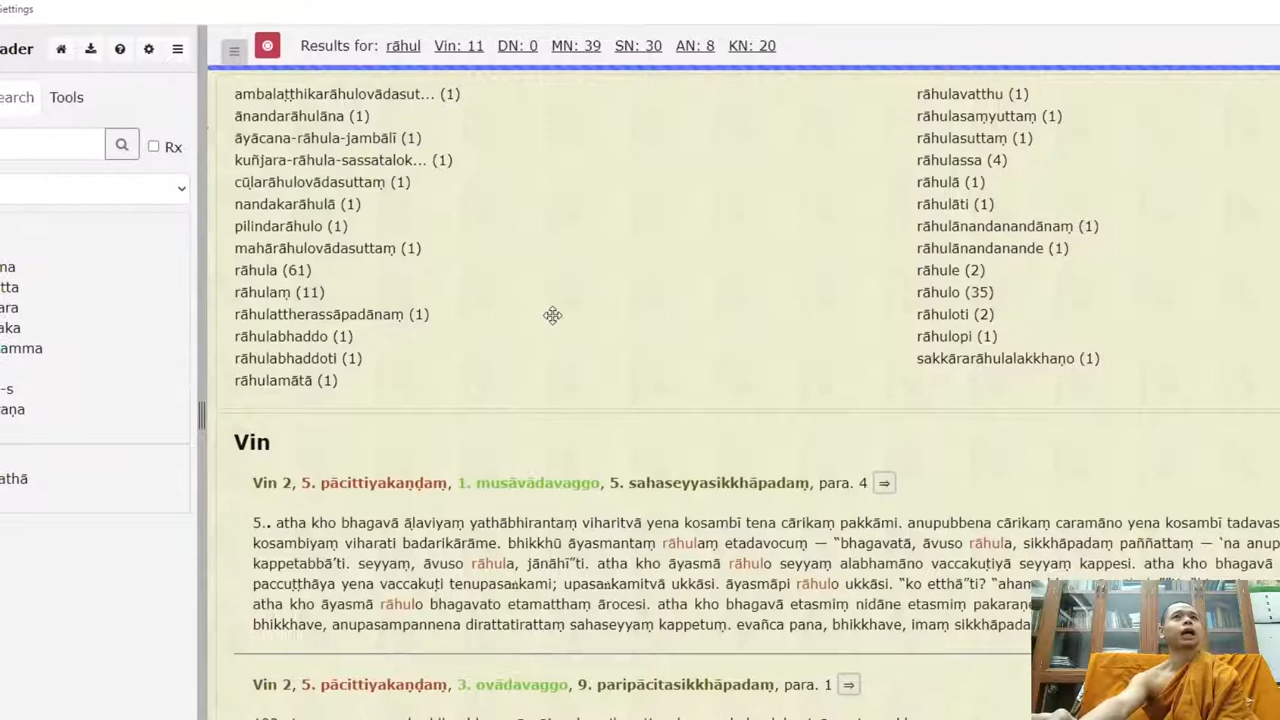 Settings
ader
Results for: rāhul Vin: 11 DN: 0 MN: 39 SN: 30 AN: 8 KN: 20
earch Tools
Rx
ma
tta
ara
aka
amma
-s
raṇa
athā
ambalaṭṭhikarāhulovādasut... (1)
ānandarāhulāna (1)
āyācana-rāhula-jambālī (1)
kuñjara-rāhula-sassatalok... (1)
cūḷarāhulovādasuttaṃ (1)
nandakarāhulā (1)
pilindarāhulo (1)
mahārāhulovādasuttaṃ (1)
rāhula (61)
rāhulaṃ (11)
rāhulattherassāpadānaṃ (1)
rāhulabhaddo (1)
rāhulabhaddoti (1)
rāhulamātā (1)
rāhulavatthu (1)
rāhulasaṃyuttaṃ (1)
rāhulasuttaṃ (1)
rāhulassa (4)
rāhulā (1)
rāhulāti (1)
rāhulānandanandānaṃ (1)
rāhulānandanande (1)
rāhule (2)
rāhulo (35)
rāhuloti (2)
rāhulopi (1)
sakkārarāhulalakkhaṇo (1)
Vin
Vin 2, 5. pācittiyakaṇḍaṃ, 1. musāvādavaggo, 5. sahaseyyasikkhāpadaṃ, para. 4 ⇒
5.. atha kho bhagavā āḷaviyaṃ yathābhirantaṃ viharitvā yena kosambī tena cārikaṃ pakkāmi. anupubbena cārikaṃ caramāno yena kosambī tadavas
kosambiyaṃ viharati badarikārāme. bhikkhū āyasmantaṃ rāhulaṃ etadavocuṃ — “bhagavatā, āvuso rāhula, sikkhāpadaṃ paññattaṃ — ‘na anup
kappetabbā’ti. seyyaṃ, āvuso rāhula, jānāhī”ti. atha kho āyasmā rāhulo seyyaṃ alabhamāno vaccakuṭiyā seyyaṃ kappesi. atha kho bhagavā
paccuṭṭhāya yena vaccakuṭi tenupasaṅkami; upasaṅkamitvā ukkāsi. āyasmāpi rāhulo ukkāsi. “ko etthā”ti? “aham
atha kho āyasmā rāhulo bhagavato etamatthaṃ ārocesi. atha kho bhagavā etasmiṃ nidāne etasmiṃ pakaraṇe
bhikkhave, anupasampannena dirattatirattaṃ sahaseyyaṃ kappetuṃ. evañca pana, bhikkhave, imaṃ sikkhāpada
Vin 2, 5. pācittiyakaṇḍaṃ, 3. ovādavaggo, 9. paripācitasikkhāpadaṃ, para. 1 ⇒